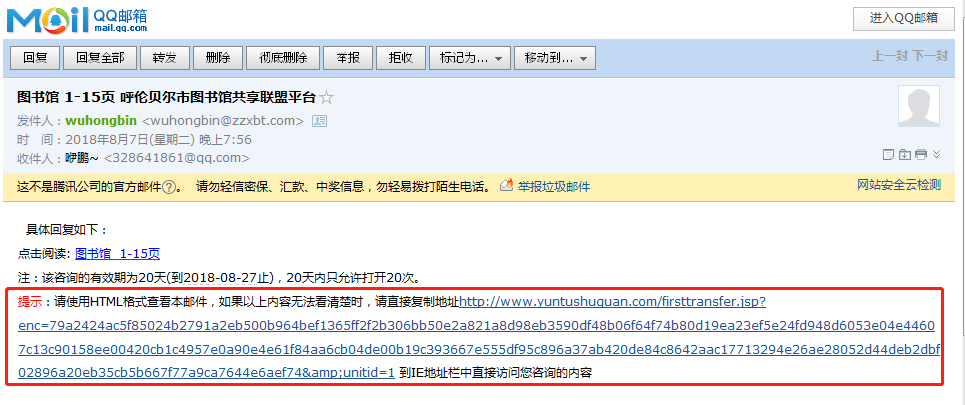 Mail QQ邮箱
mail.qq.com
进入QQ邮箱
回复 回复全部 转发 删除 彻底删除 举报 拒收 标记为... 移动到...
上一封 下一封
图书馆 1-15页 呼伦贝尔市图书馆共享联盟平台
发件人：wuhongbin <wuhongbin@zzxbt.com>
时 间：2018年8月7日(星期二) 晚上7:56
收件人：咿鹏~ <328641861@qq.com>
这不是腾讯公司的官方邮件?。 请勿轻信密保、汇款、中奖信息，勿轻易拨打陌生电话。 举报垃圾邮件
网站安全云检测
具体回复如下：
点击阅读: 图书馆 1-15页
注：该咨询的有效期为20天(到2018-08-27止)，20天内只允许打开20次。
提示：请使用HTML格式查看本邮件，如果以上内容无法看清楚时，请直接复制地址http://www.yuntushuguan.com/firsttransfer.jsp?
enc=79a2424ac5f85024b2791a2eb500b964bef1365ff2f2b306bb50e2a821a8d98eb3590df48b06f64f74b80d19ea23ef5e24fd948d6053e04e4460
7c13c90158ee00420cb1c4957e0a90e4e61f84aa6cb04de00b19c393667e555df95c896a37ab420de84c8642aac17713294e26ae28052d44deb2dbf
02896a20eb35cb5b667f77a9ca7644e6aef74&amp;unitid=1 到IE地址栏中直接访问您咨询的内容